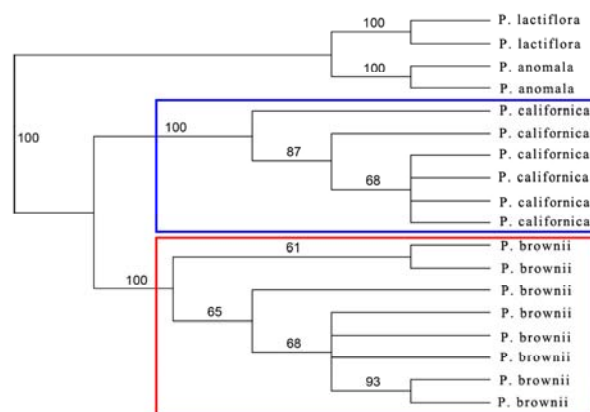 P. lactiflora
100
P. lactiflora
P. anomala
100
P. anomala
P. californica
100
100
P. californica
87
P. californica
P. californica
68
P. californica
P. californica
P. brownii
61
P. brownii
100
P. brownii
65
P. brownii
P. brownii
68
P. brownii
P. brownii
93
P. brownii